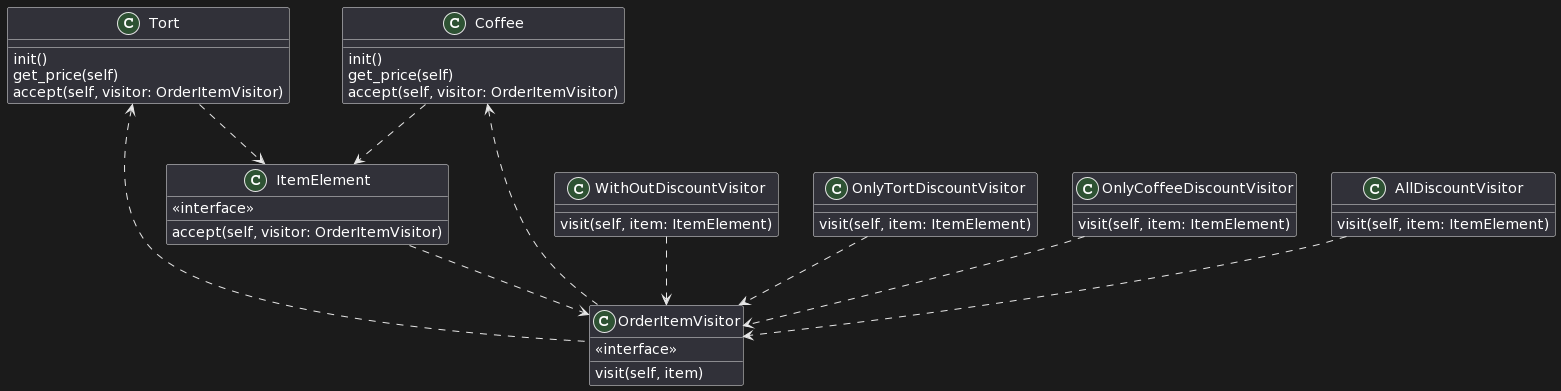 C Tort
init()
get_price(self)
accept(self, visitor: OrderItemVisitor)
C Coffee
init()
get_price(self)
accept(self, visitor: OrderItemVisitor)
C ItemElement
«interface»
accept(self, visitor: OrderItemVisitor)
C WithOutDiscountVisitor
visit(self, item: ItemElement)
C OnlyTortDiscountVisitor
visit(self, item: ItemElement)
C OnlyCoffeeDiscountVisitor
visit(self, item: ItemElement)
C AllDiscountVisitor
visit(self, item: ItemElement)
C OrderItemVisitor
«interface»
visit(self, item)